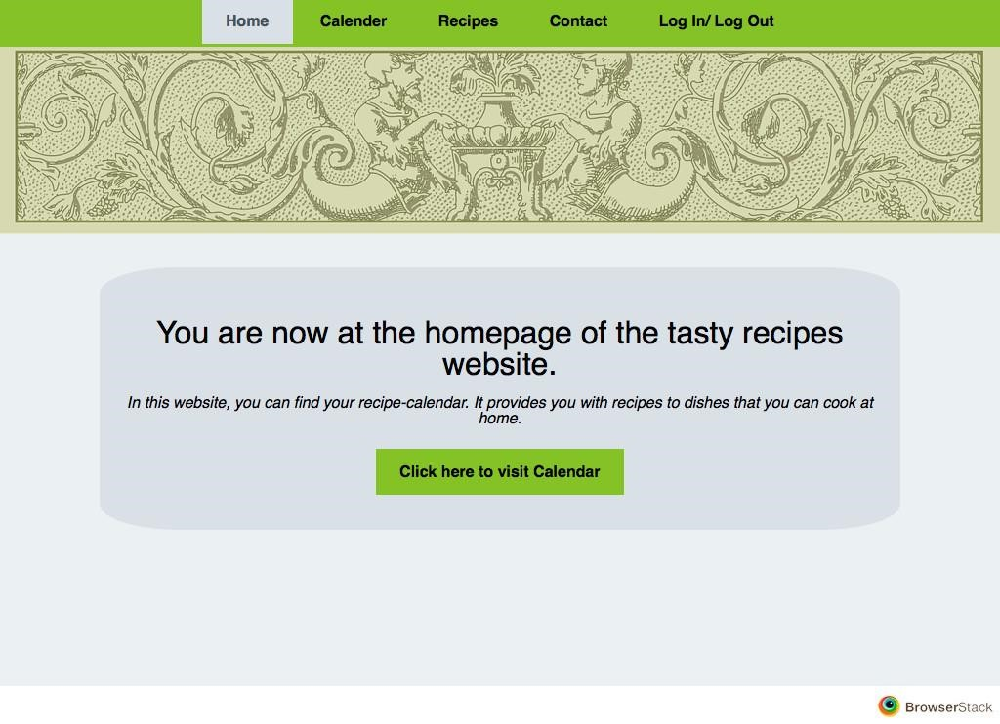 Home Calender Recipes Contact Log In/ Log Out
You are now at the homepage of the tasty recipes
website.
In this website, you can find your recipe-calendar. It provides you with recipes to dishes that you can cook at
home.
Click here to visit Calendar
BrowserStack